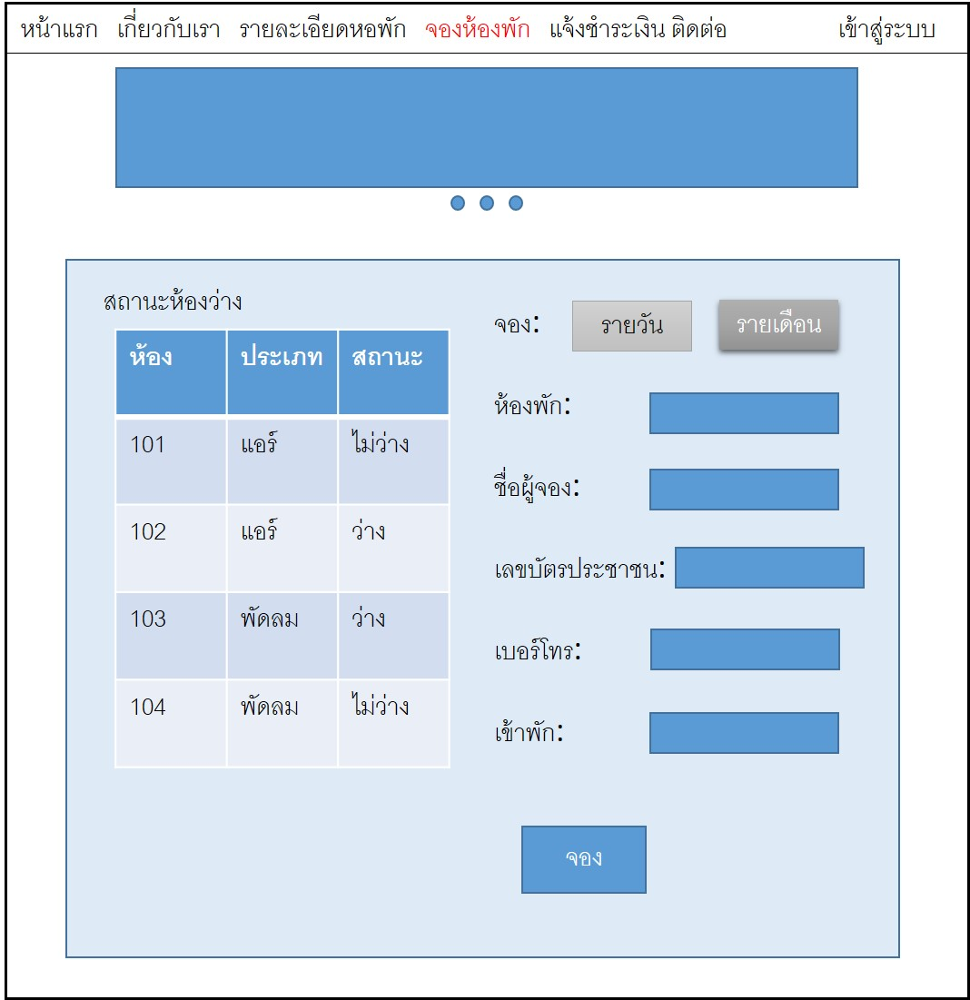 หน้าแรก เกี่ยวกับเรา รายละเอียดหอพัก จองห้องพัก แจ้งชำระเงิน ติดต่อ เข้าสู่ระบบ
สถานะห้องว่าง
ห้อง ประเภท สถานะ
101 แอร์ ไม่ว่าง
102 แอร์ ว่าง
103 พัดลม ว่าง
104 พัดลม ไม่ว่าง
จอง: รายวัน รายเดือน
ห้องพัก:
ชื่อผู้จอง:
เลขบัตรประชาชน:
เบอร์โทร:
เข้าพัก:
จอง